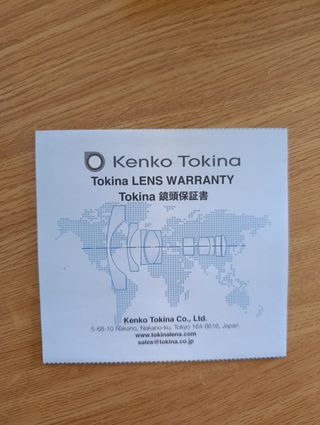 Kenko Tokina
Tokina LENS WARRANTY
Tokina 鏡頭保証書
Kenko Tokina Co., Ltd.
5-68-10 Nakano, Nakano-ku, Tokyo 164-8616, Japan
www.tokinalens.com
sales@tokina.co.jp